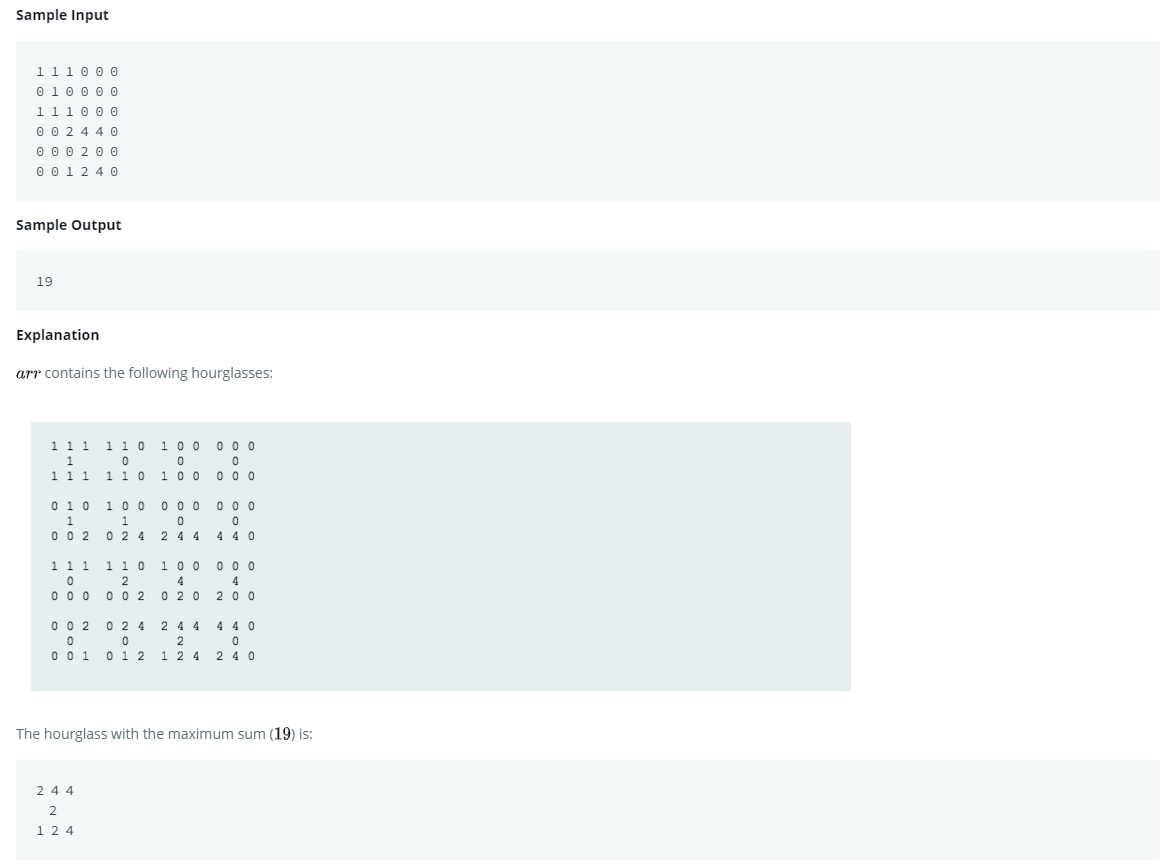 Sample Input
1 1 1 0 0 0
0 1 0 0 0 0
1 1 1 0 0 0
0 0 2 4 4 0
0 0 0 2 0 0
0 0 1 2 4 0
Sample Output
19
Explanation
arr contains the following hourglasses:
1 1 1  1 1 0  1 0 0  0 0 0
  1      0      0      0
1 1 1  1 1 0  1 0 0  0 0 0
0 1 0  1 0 0  0 0 0  0 0 0
  1      1      0      0
0 0 2  0 2 4  2 4 4  4 4 0
1 1 1  1 1 0  1 0 0  0 0 0
  0      2      4      4
0 0 0  0 0 2  0 2 0  2 0 0
0 0 2  0 2 4  2 4 4  4 4 0
  0      0      2      0
0 0 1  0 1 2  1 2 4  2 4 0
The hourglass with the maximum sum (19) is:
2 4 4
  2
1 2 4